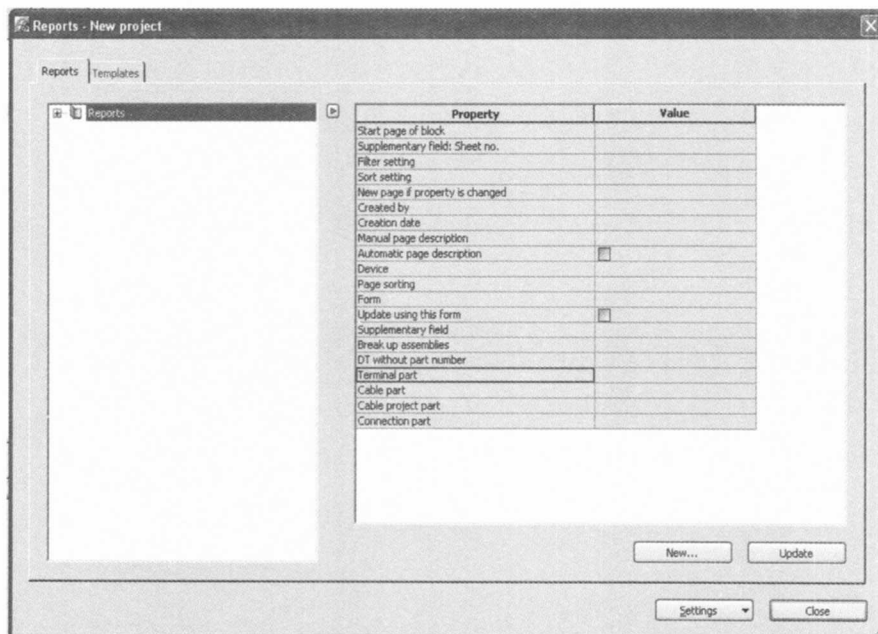 Reports - New project
Reports Templates
Reports
Property Value
Start page of block
Supplementary field: Sheet no.
Filter setting
Sort setting
New page if property is changed
Created by
Creation date
Manual page description
Automatic page description
Device
Page sorting
Form
Update using this form
Supplementary field
Break up assemblies
DT without part number
Terminal part
Cable part
Cable project part
Connection part
New... Update
Settings Close